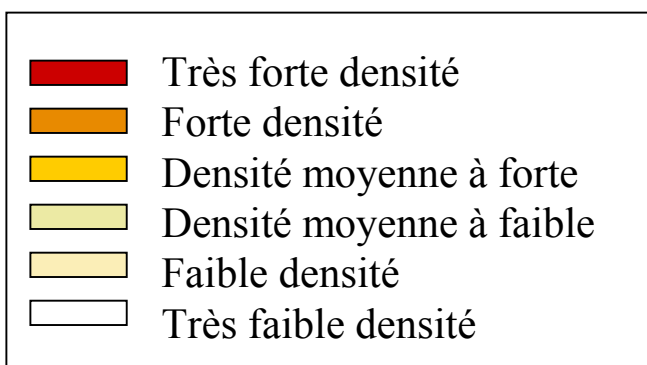 Très forte densité
Forte densité
Densité moyenne à forte
Densité moyenne à faible
Faible densité
Très faible densité